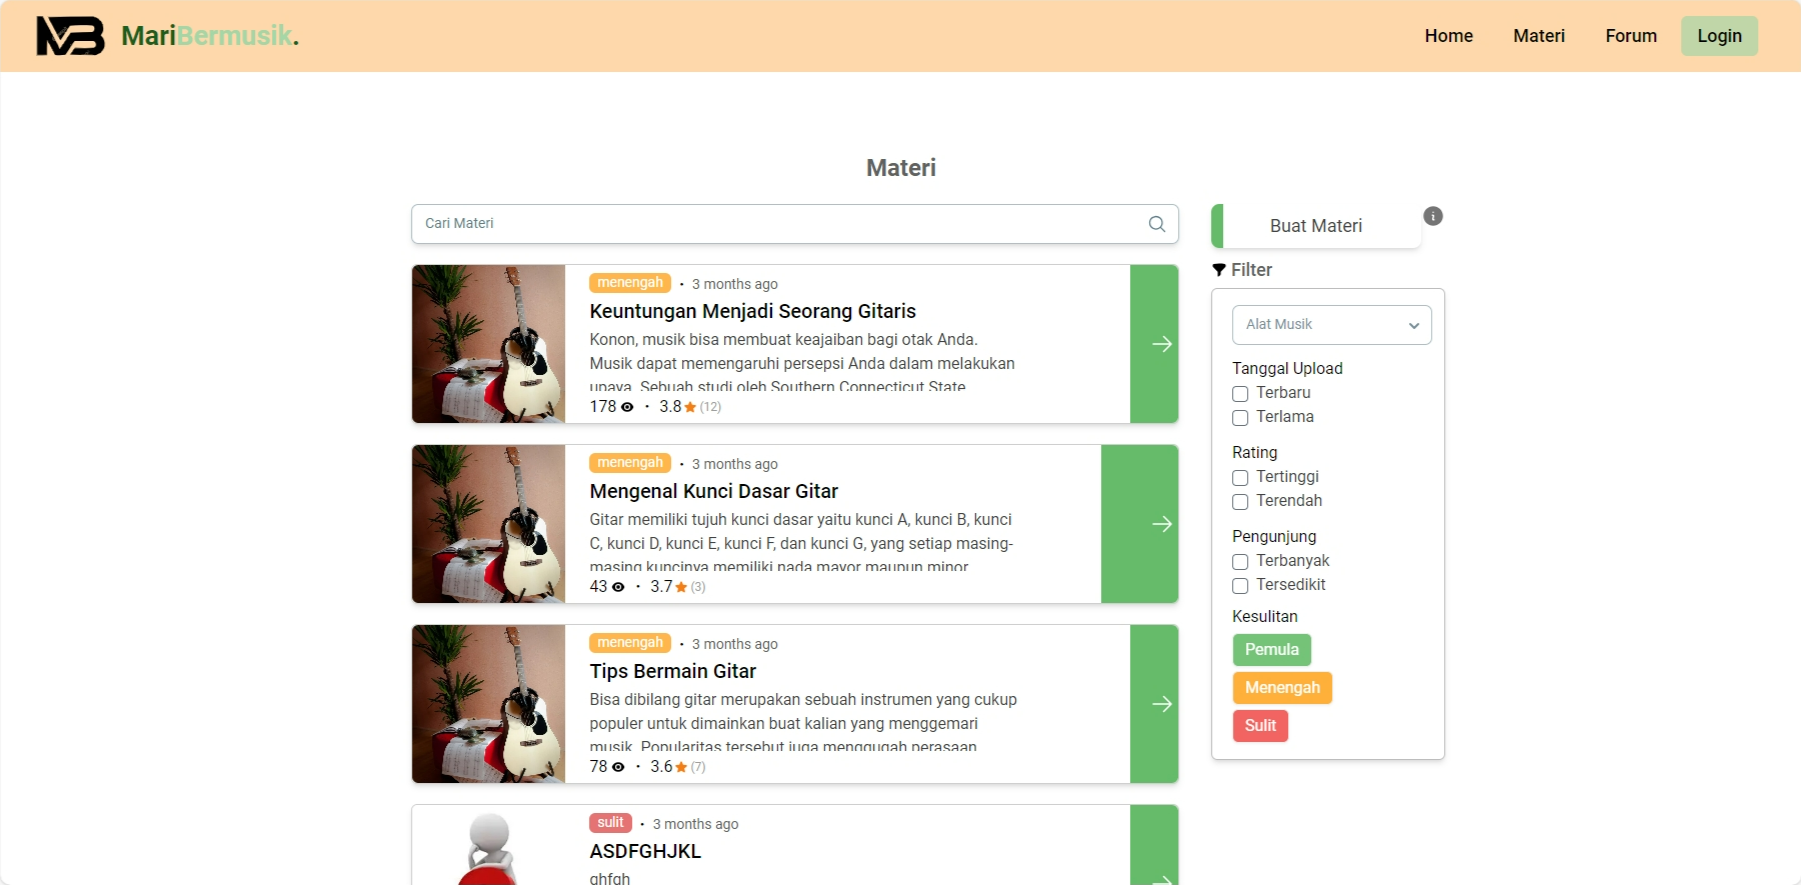 MB MariBermusik.
Home Materi Forum Login
Materi
Cari Materi
menengah • 3 months ago
Keuntungan Menjadi Seorang Gitaris
Konon, musik bisa membuat keajaiban bagi otak Anda.
Musik dapat memengaruhi persepsi Anda dalam melakukan
upaya. Sebuah studi oleh Southern Connecticut State
178 • 3.8 (12)
menengah • 3 months ago
Mengenal Kunci Dasar Gitar
Gitar memiliki tujuh kunci dasar yaitu kunci A, kunci B, kunci
C, kunci D, kunci E, kunci F, dan kunci G, yang setiap masing-
masing kuncinya memiliki nada mayor maupun minor
43 • 3.7 (3)
menengah • 3 months ago
Tips Bermain Gitar
Bisa dibilang gitar merupakan sebuah instrumen yang cukup
populer untuk dimainkan buat kalian yang menggemari
musik. Popularitas tersebut juga menggugah perasaan
78 • 3.6 (7)
sulit • 3 months ago
ASDFGHJKL
ghfgh
Buat Materi
i
Filter
Alat Musik
Tanggal Upload
Terbaru
Terlama
Rating
Tertinggi
Terendah
Pengunjung
Terbanyak
Tersedikit
Kesulitan
Pemula
Menengah
Sulit